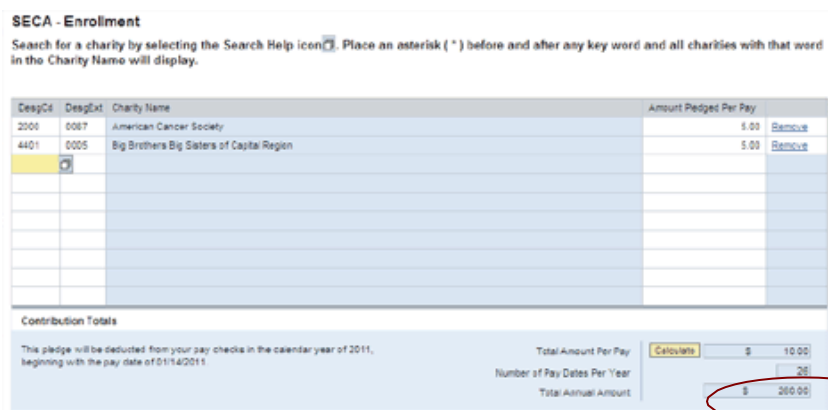 SECA - Enrollment
Search for a charity by selecting the Search Help icon. Place an asterisk ( * ) before and after any key word and all charities with that word
in the Charity Name will display.
DesgCd DesgExt Charity Name Amount Pledged Per Pay
2000 0087 American Cancer Society 5.00 Remove
4401 0005 Big Brothers Big Sisters of Capital Region 5.00 Remove
Contribution Totals
This pledge will be deducted from your pay checks in the calendar year of 2011,
beginning with the pay date of 01/14/2011.
Total Amount Per Pay Calculate $ 10.00
Number of Pay Dates Per Year 26
Total Annual Amount $ 260.00